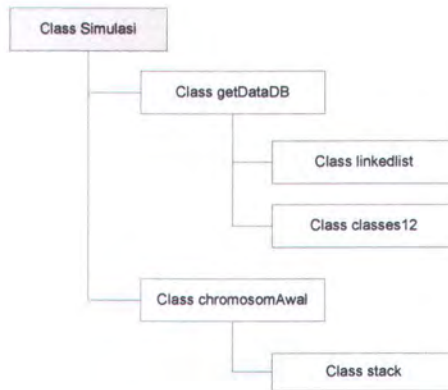 Class Simulasi
Class getDataDB
Class linkedlist
Class classes12
Class chromosomAwal
Class stack